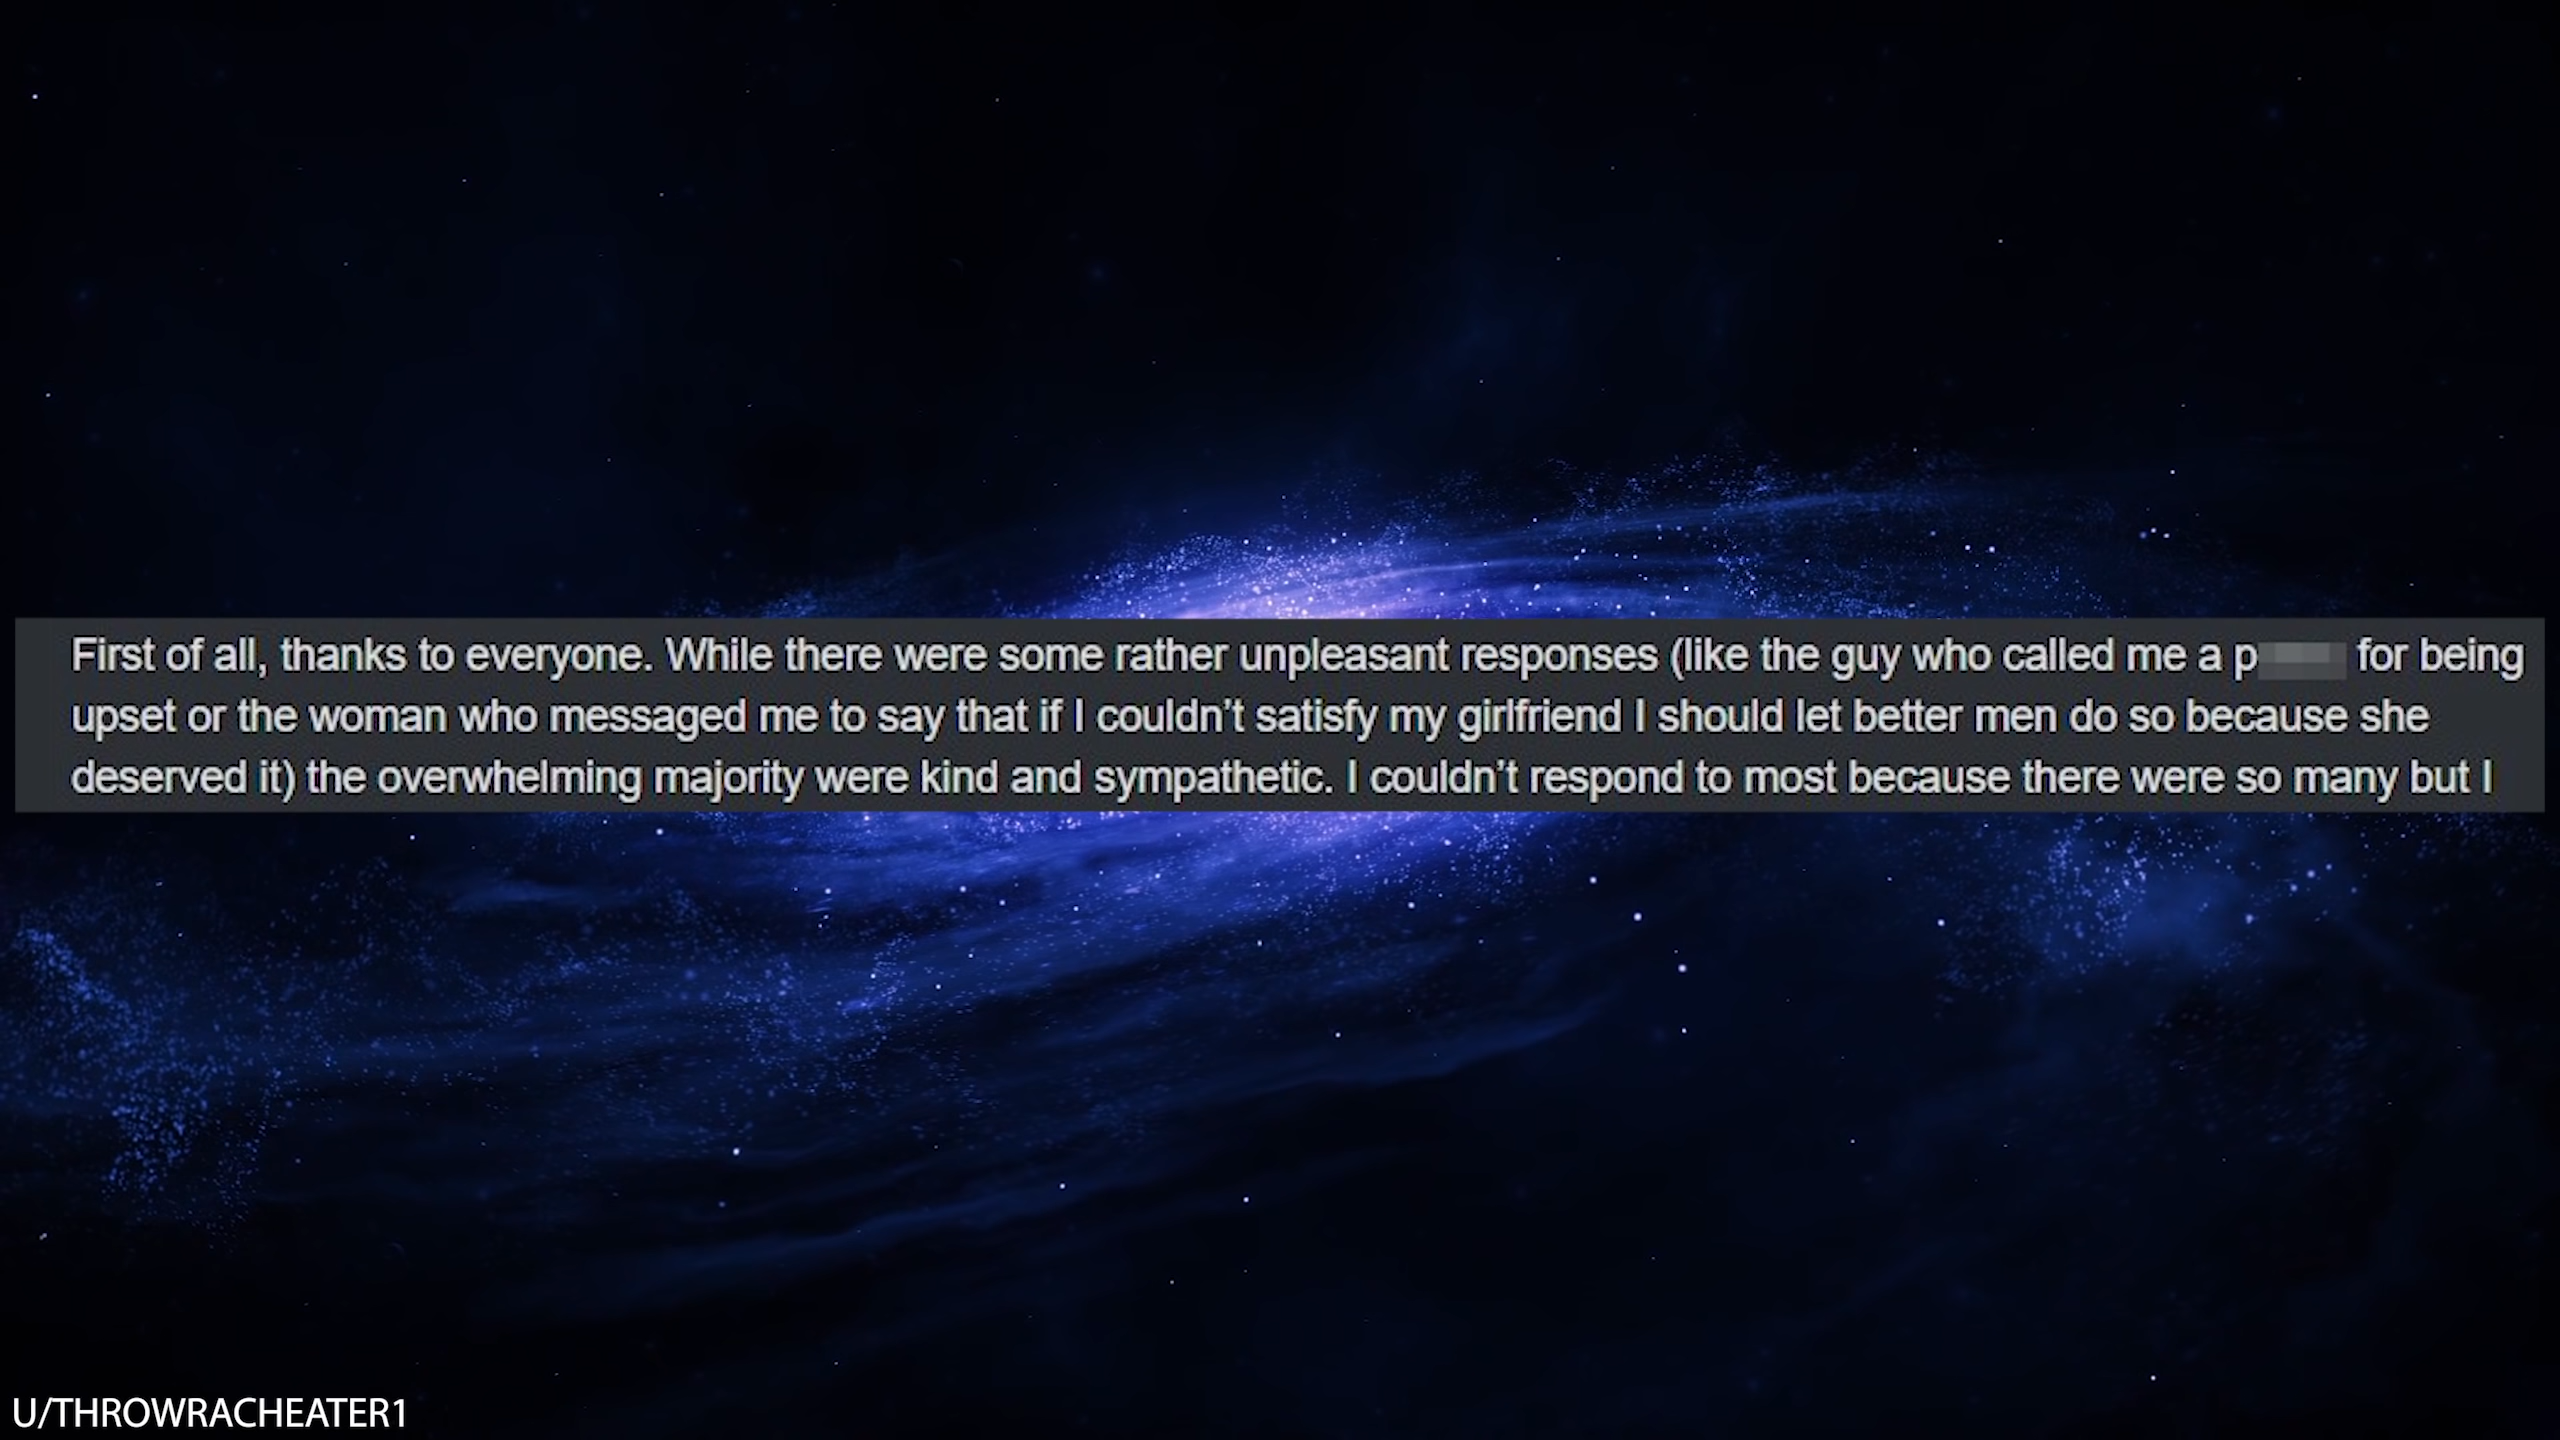 First of all, thanks to everyone. While there were some rather unpleasant responses (like the guy who called me a p for being
upset or the woman who messaged me to say that if I couldn’t satisfy my girlfriend I should let better men do so because she
deserved it) the overwhelming majority were kind and sympathetic. I couldn’t respond to most because there were so many but I
U/THROWRACHEATER1